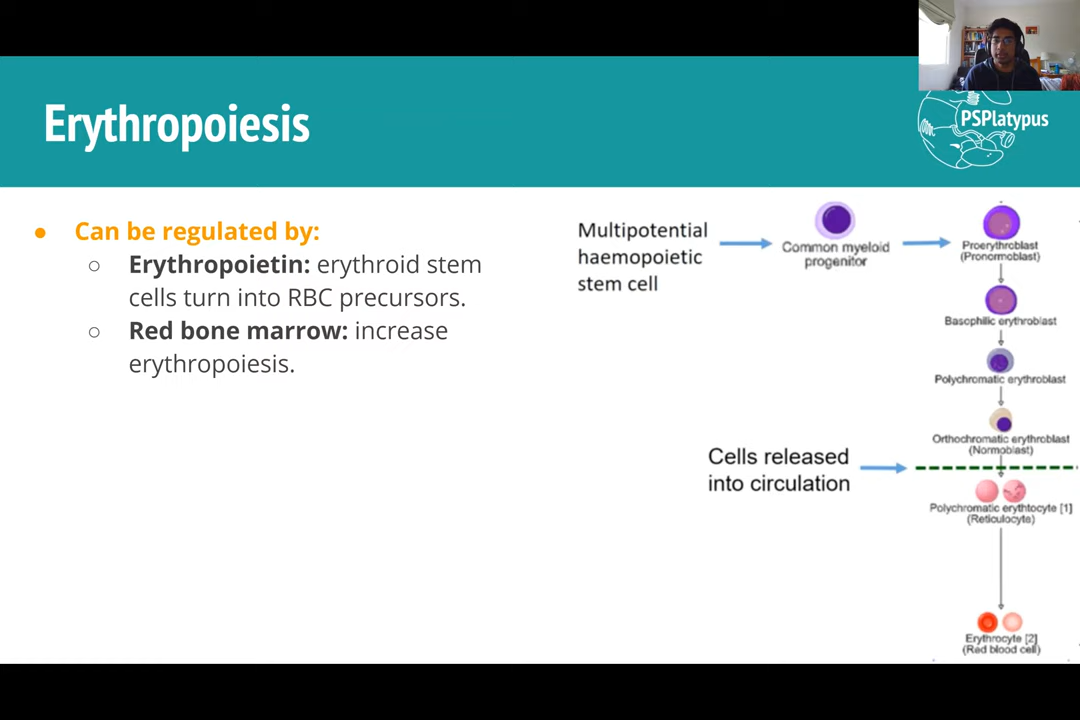 Erythropoiesis
PSPlatypus
● Can be regulated by:
○ Erythropoietin: erythroid stem
cells turn into RBC precursors.
○ Red bone marrow: increase
erythropoiesis.
Multipotential
haemopoietic
stem cell
Common myeloid
progenitor
Proerythroblast
(Pronormoblast)
Basophilic erythroblast
Polychromatic erythroblast
Orthochromatic erythroblast
(Normoblast)
Cells released
into circulation
Polychromatic erythtocyte [1]
(Reticulocyte)
Erythrocyte [2]
(Red blood cell)